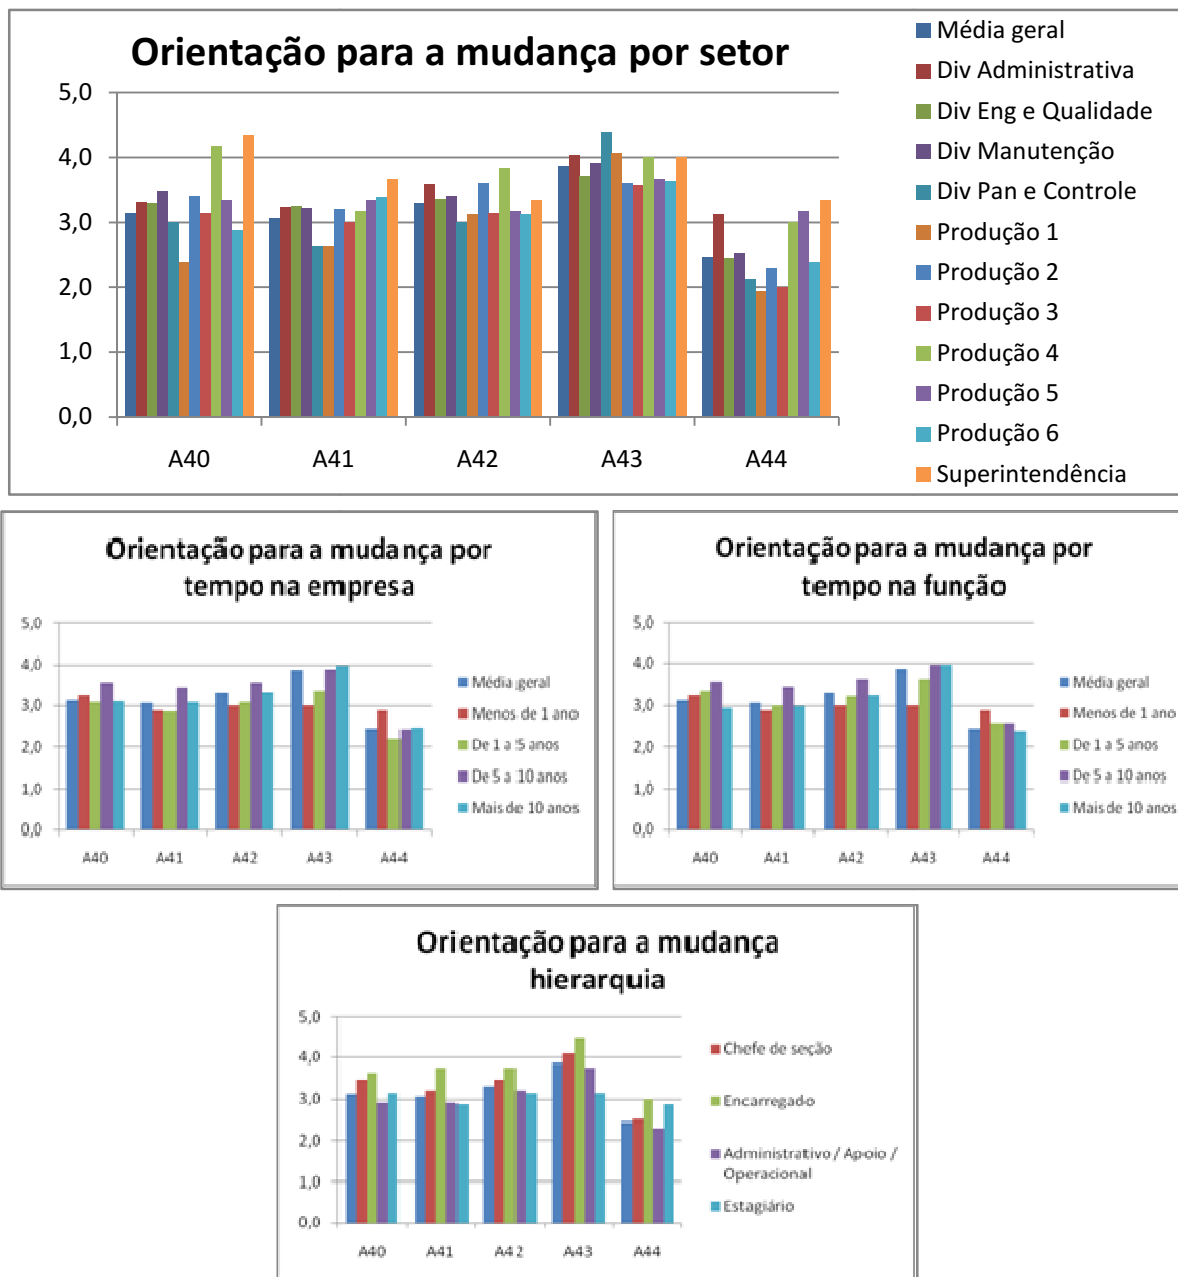 Orientação para a mudança por setor
5,0
4,0
3,0
2,0
1,0
0,0
A40 A41 A42 A43 A44
Média geral
Div Administrativa
Div Eng e Qualidade
Div Manutenção
Div Pan e Controle
Produção 1
Produção 2
Produção 3
Produção 4
Produção 5
Produção 6
Superintendência
Orientação para a mudança por
tempo na empresa
5,0
4,0
3,0
2,0
1,0
0,0
A40 A41 A42 A43 A44
Média geral
Menos de 1 ano
De 1 a 5 anos
De 5 a 10 anos
Mais de 10 anos
Orientação para a mudança por
tempo na função
5,0
4,0
3,0
2,0
1,0
0,0
A40 A41 A42 A43 A44
Média geral
Menos de 1 ano
De 1 a 5 anos
De 5 a 10 anos
Mais de 10 anos
Orientação para a mudança
hierarquia
5,0
4,0
3,0
2,0
1,0
0,0
A40 A41 A42 A43 A44
Chefe de seção
Encarregado
Administrativo / Apoio /
Operacional
Estagiário